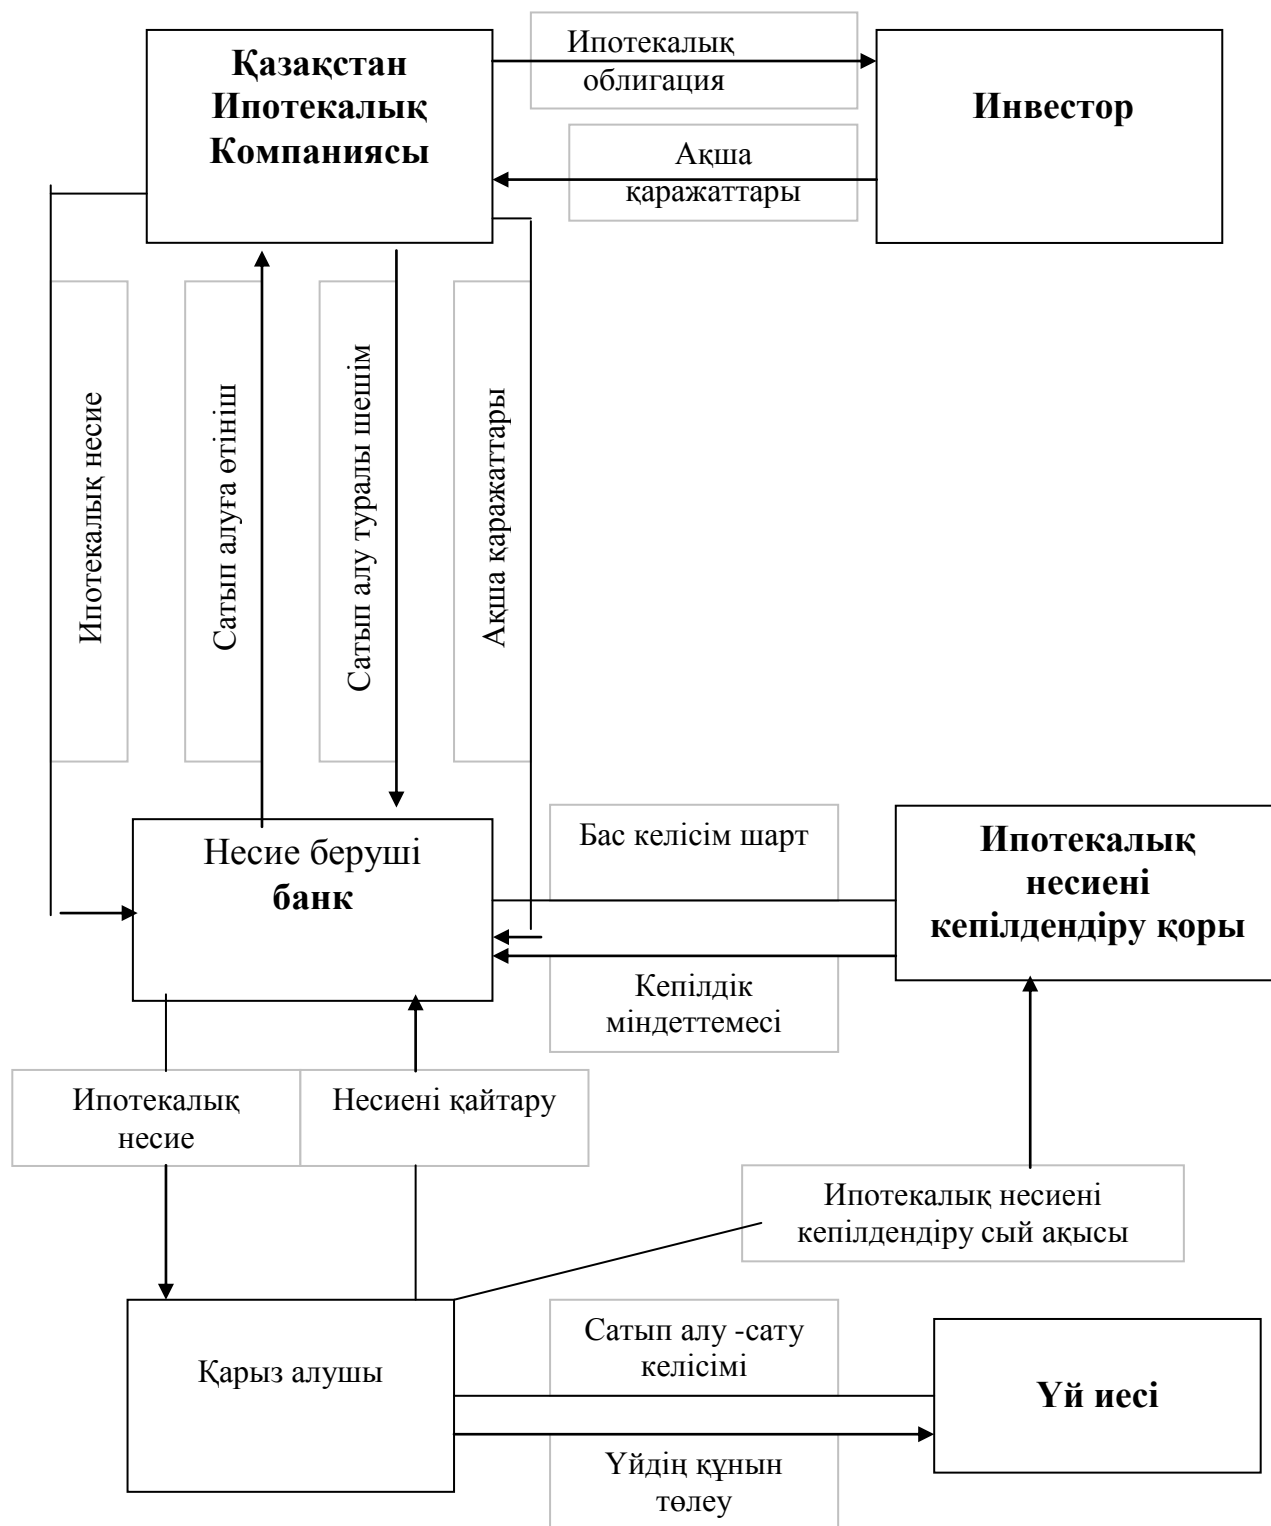 Қазақстан
Ипотекалық
Компаниясы
Ипотекалық
облигация
Инвестор
Ақша
қаражаттары
Ипотекалық несие
Сатып алуға өтініш
Сатып алу туралы шешім
Ақша қаражаттары
Несие беруші
банк
Бас келісім шарт
Ипотекалық
несиені
кепілдендіру қоры
Кепілдік
міндеттемесі
Ипотекалық
несие
Несиені қайтару
Ипотекалық несиені
кепілдендіру сый ақысы
Қарыз алушы
Сатып алу -сату
келісімі
Үй иесі
Үйдің құнын
төлеу